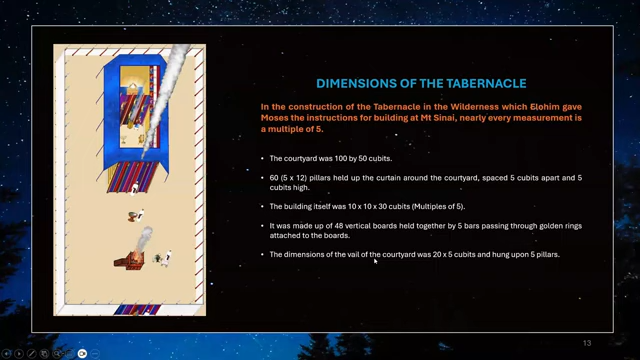 DIMENSIONS OF THE TABERNACLE
In the construction of the Tabernacle in the Wilderness which Elohim gave
Moses the instructions for building at Mt Sinai, nearly every measurement is
a multiple of 5.
• The courtyard was 100 by 50 cubits.
• 60 (5 x 12) pillars held up the curtain around the courtyard, spaced 5 cubits apart and 5
cubits high.
• The building itself was 10 x 10 x 30 cubits (Multiples of 5).
• It was made up of 48 vertical boards held together by 5 bars passing through golden rings
attached to the boards.
• The dimensions of the vail of the courtyard was 20 x 5 cubits and hung upon 5 pillars.
13